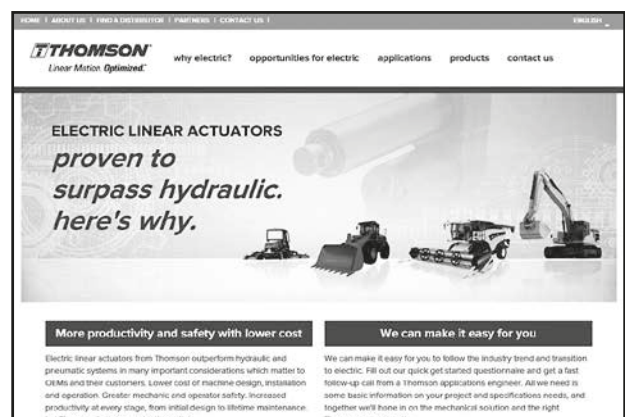 HOME | ABOUT US | FIND A DISTRIBUTOR | PARTNERS | CONTACT US |
ENGLISH
THOMSON
Linear Motion. Optimized.
why electric? opportunities for electric applications products contact us
ELECTRIC LINEAR ACTUATORS
proven to
surpass hydraulic.
here's why.
More productivity and safety with lower cost
Electric linear actuators from Thomson outperform hydraulic and
pneumatic systems in many important considerations which matter to
OEMs and their customers. Lower cost of machine design, installation
and operation. Greater mechanic and operator safety. Increased
productivity at every stage, from initial design to lifetime maintenance.
We can make it easy for you
We can make it easy for you to follow the industry trend and transition
to electric. Fill out our quick get started questionnaire and get a fast
follow-up call from a Thomson applications engineer. All we need is
some basic information on your project and specifications needs, and
together we'll hone in on the mechanical solution and the right